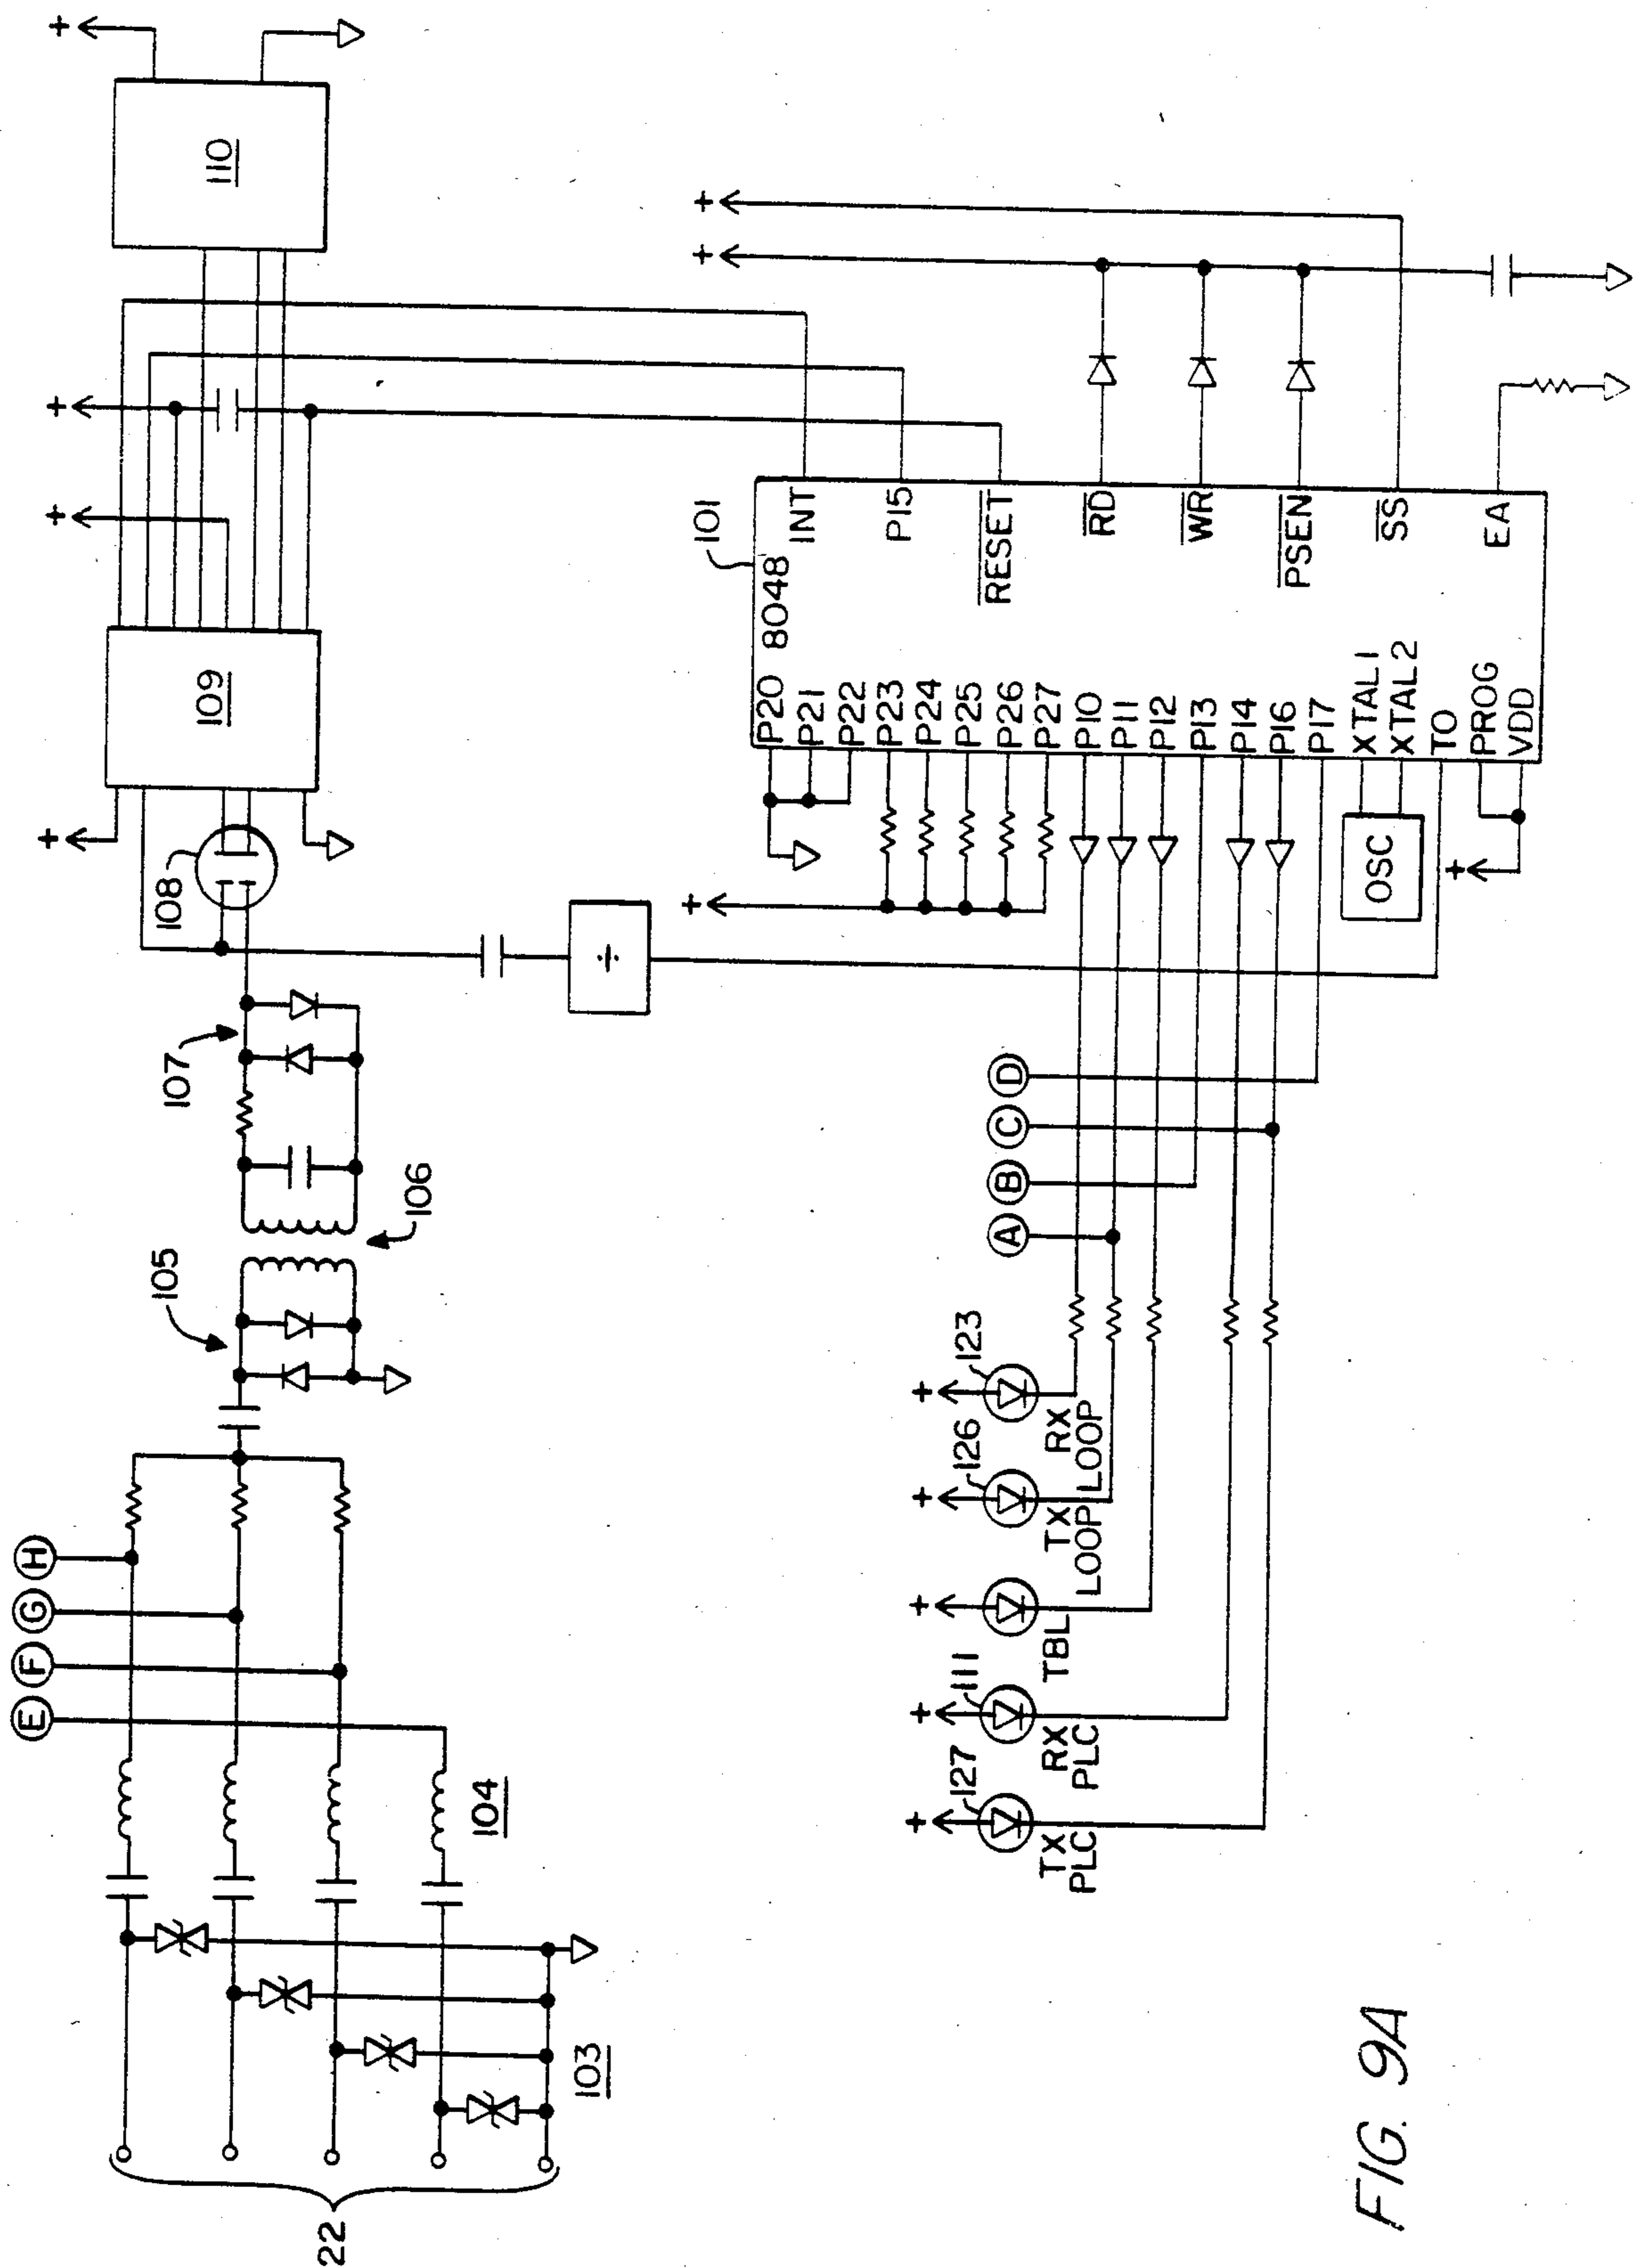 110
109
108
107
106
105
H
G
F
E
104
103
22
÷
101
8048
INT
P15
RESET
RD
WR
PSEN
SS
EA
P20
P21
P22
P23
P24
P25
P26
P27
P10
P11
P12
P13
P14
P16
P17
XTAL1
XTAL2
TO
PROG
VDD
OSC
D
C
B
A
123
RX
LOOP
126
TX
LOOP
TBL
111
RX
PLC
127
TX
PLC
FIG. 9A